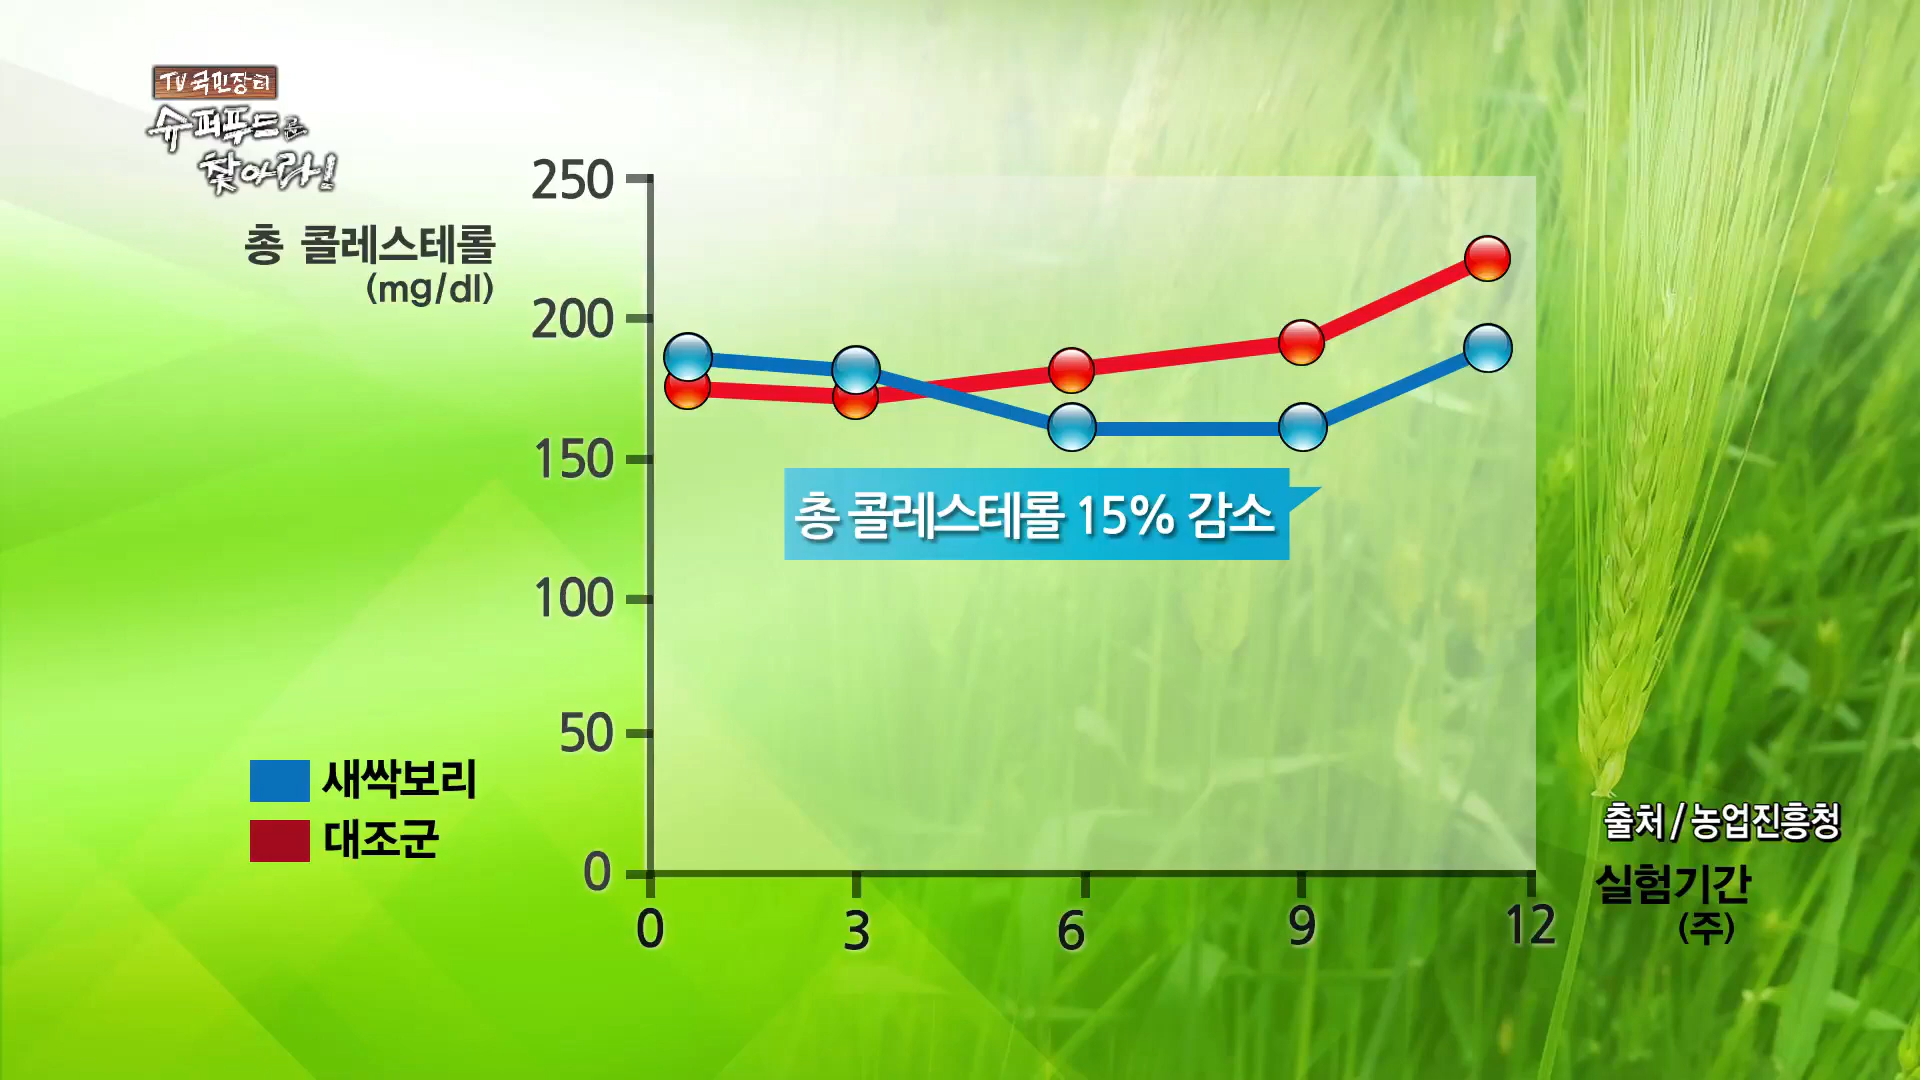 TV국민장터
슈퍼푸드를
찾아라!
총 콜레스테롤
(mg/dl)
250
200
150
100
50
0
총 콜레스테롤 15% 감소
0
3
6
9
12
실험기간
(주)
새싹보리
대조군
출처 / 농업진흥청